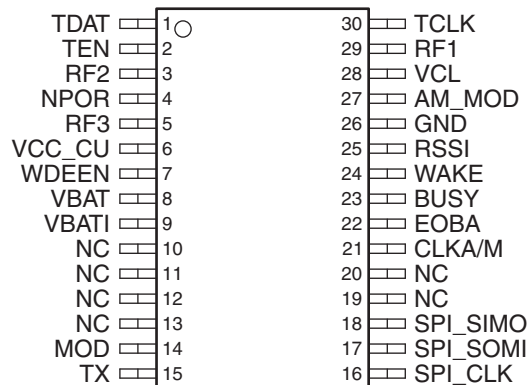 TDAT 1 30 TCLK
TEN 2 29 RF1
RF2 3 28 VCL
NPOR 4 27 AM_MOD
RF3 5 26 GND
VCC_CU 6 25 RSSI
WDEEN 7 24 WAKE
VBAT 8 23 BUSY
VBATI 9 22 EOBA
NC 10 21 CLKA/M
NC 11 20 NC
NC 12 19 NC
NC 13 18 SPI_SIMO
MOD 14 17 SPI_SOMI
TX 15 16 SPI_CLK